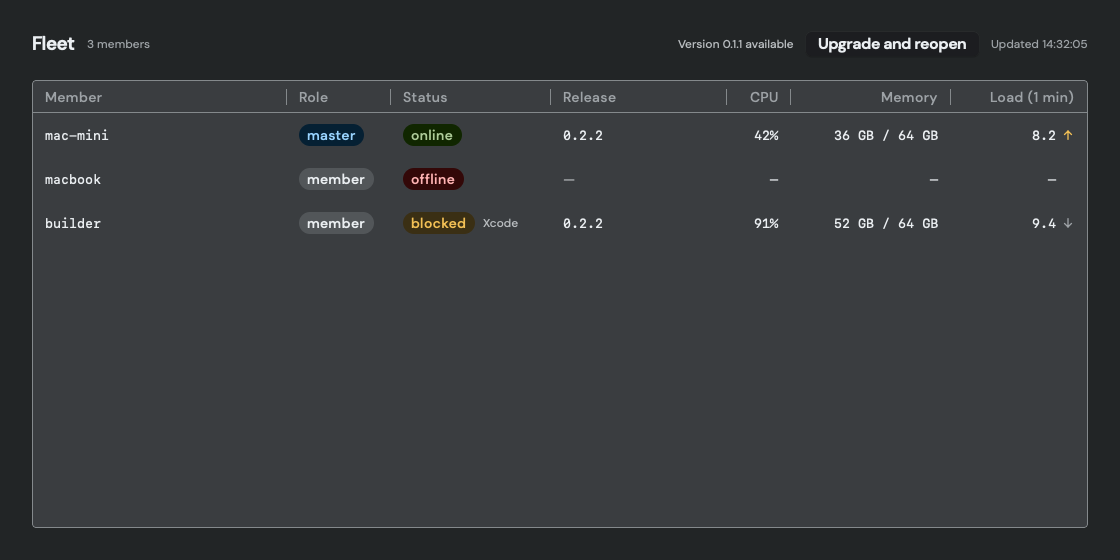 Fleet 3 members Version 0.1.1 available Upgrade and reopen Updated 14:32:05
Member Role Status Release CPU Memory Load (1 min)
mac-mini master online 0.2.2 42% 36 GB / 64 GB 8.2 ↑
macbook member offline — — — —
builder member blocked Xcode 0.2.2 91% 52 GB / 64 GB 9.4 ↓